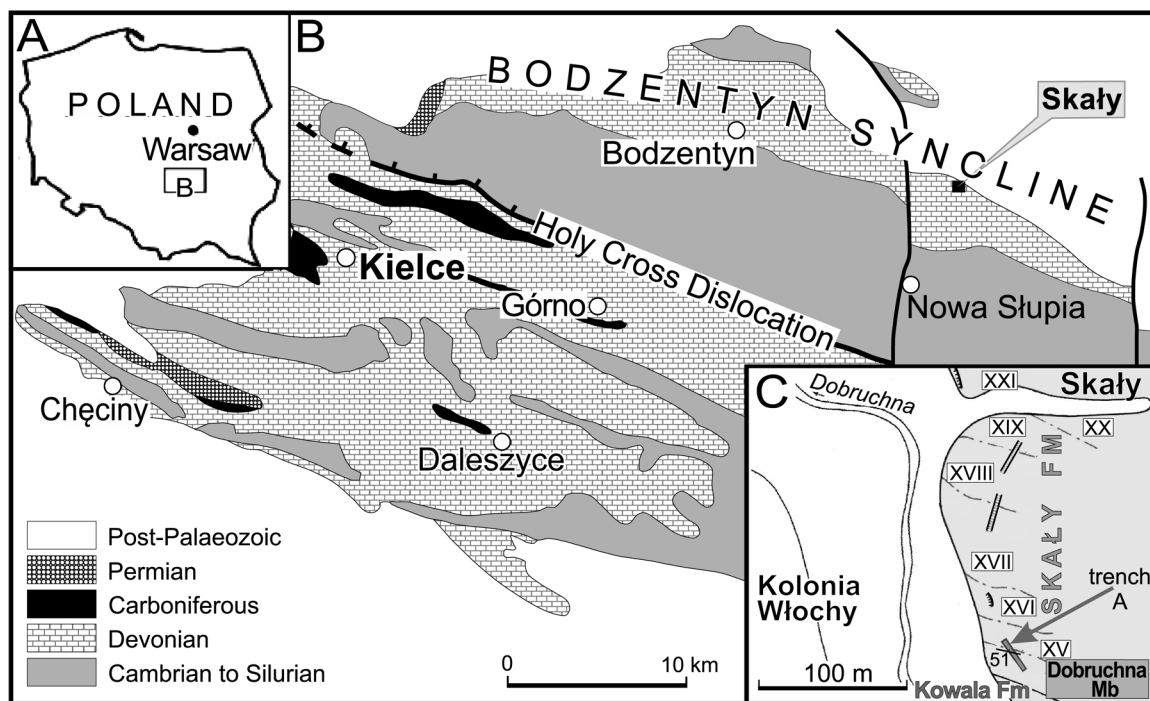 A
POLAND
Warsaw
B
B
BODZENTYN SYNCLINE
Skały
Bodzentyn
Holy Cross Dislocation
Kielce
Górno
Nowa Słupia
Chęciny
Daleszyce
Post-Palaeozoic
Permian
Carboniferous
Devonian
Cambrian to Silurian
0
10 km
C
Dobruchna
XXI
Skały
XIX
XX
XVIII
SKAŁY FM
XVII
trench
A
XVI
Kolonia
Włochy
XV
51
100 m
Dobruchna
Mb
Kowala Fm